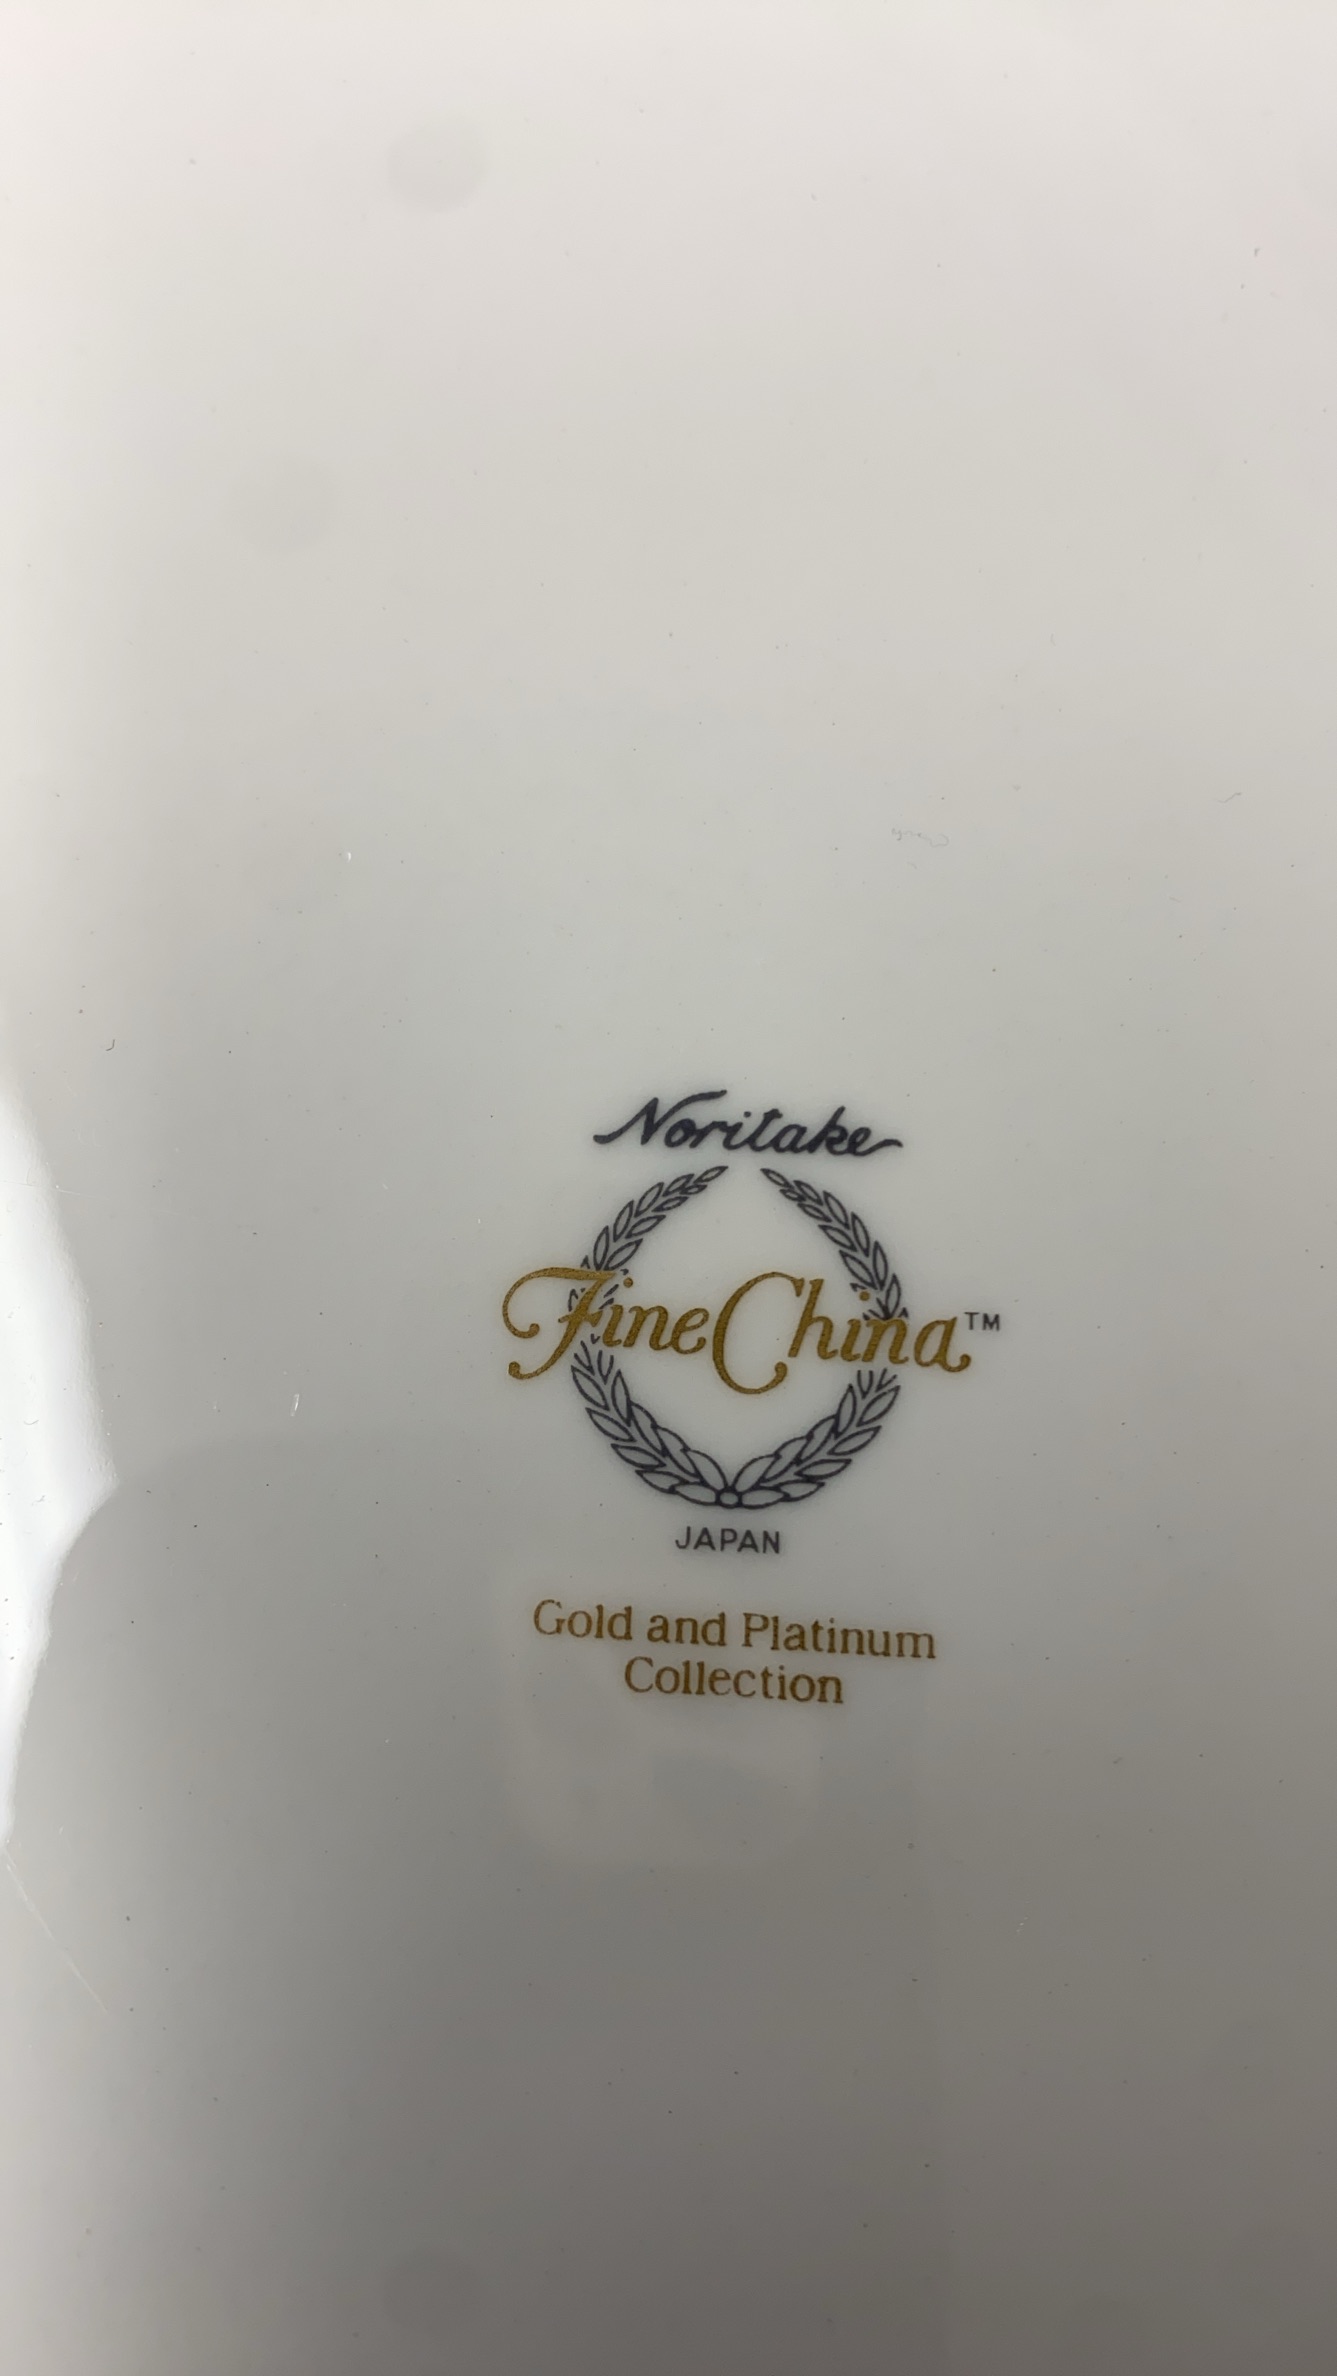 Noritake
Fine China™
JAPAN
Gold and Platinum
Collection